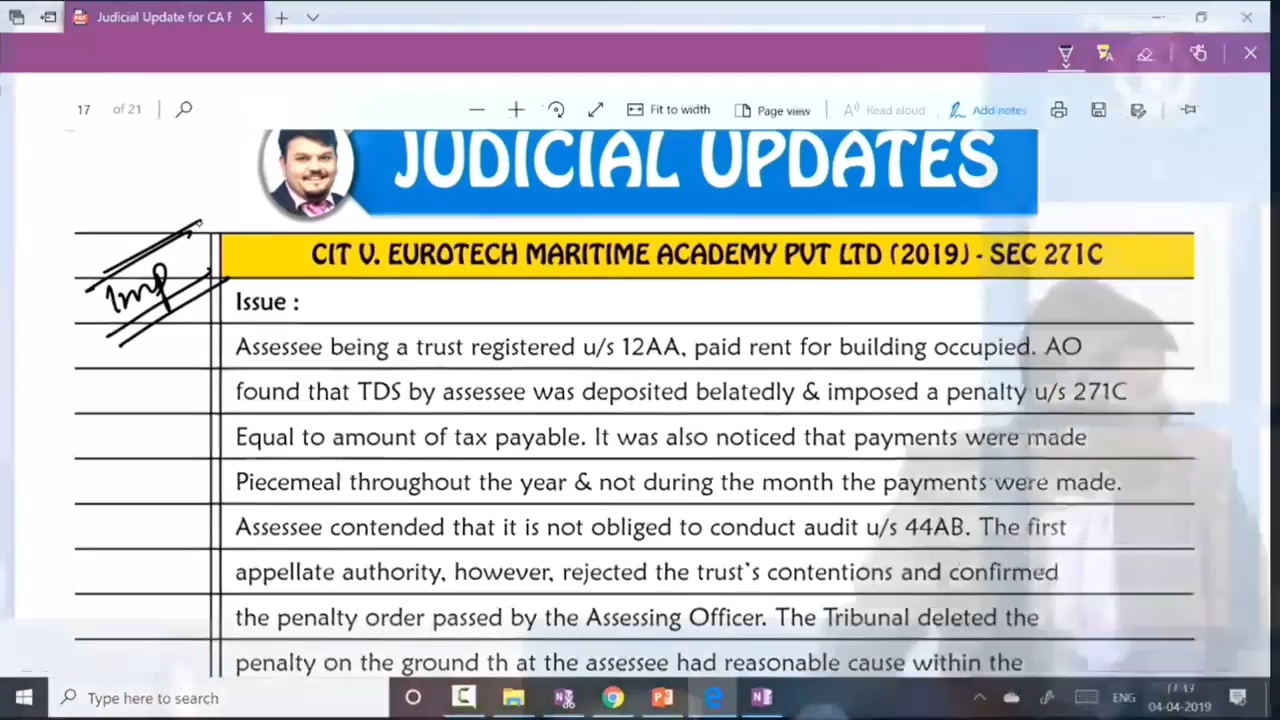 Judicial Update for CA F
17 of 21
Fit to width
Page view
Read aloud
Add notes
JUDICIAL UPDATES
Imp
CIT V. EUROTECH MARITIME ACADEMY PVT LTD (2019) - SEC 271C
Issue :
Assessee being a trust registered u/s 12AA, paid rent for building occupied. AO
found that TDS by assessee was deposited belatedly & imposed a penalty u/s 271C
Equal to amount of tax payable. It was also noticed that payments were made
Piecemeal throughout the year & not during the month the payments were made.
Assessee contended that it is not obliged to conduct audit u/s 44AB. The first
appellate authority, however, rejected the trust's contentions and confirmed
the penalty order passed by the Assessing Officer. The Tribunal deleted the
penalty on the ground th at the assessee had reasonable cause within the
Type here to search
ENG
04-04-2019